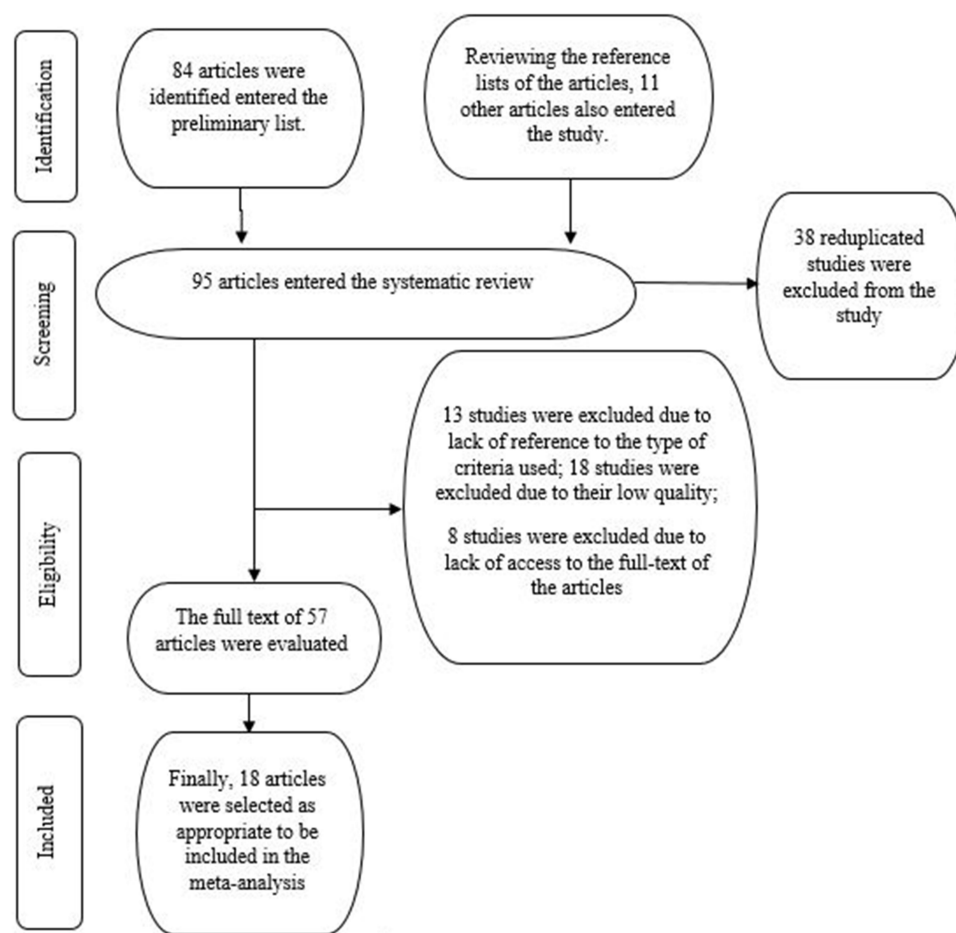 Identification
84 articles were
identified entered the
preliminary list.
Reviewing the reference
lists of the articles, 11
other articles also entered
the study.
Screening
95 articles entered the systematic review
38 reduplicated
studies were
excluded from the
study
Eligibility
13 studies were excluded due to
lack of reference to the type of
criteria used; 18 studies were
excluded due to their low quality;
8 studies were excluded due to
lack of access to the full-text of
the articles
The full text of 57
articles were evaluated
Included
Finally, 18 articles
were selected as
appropriate to be
included in the
meta-analysis